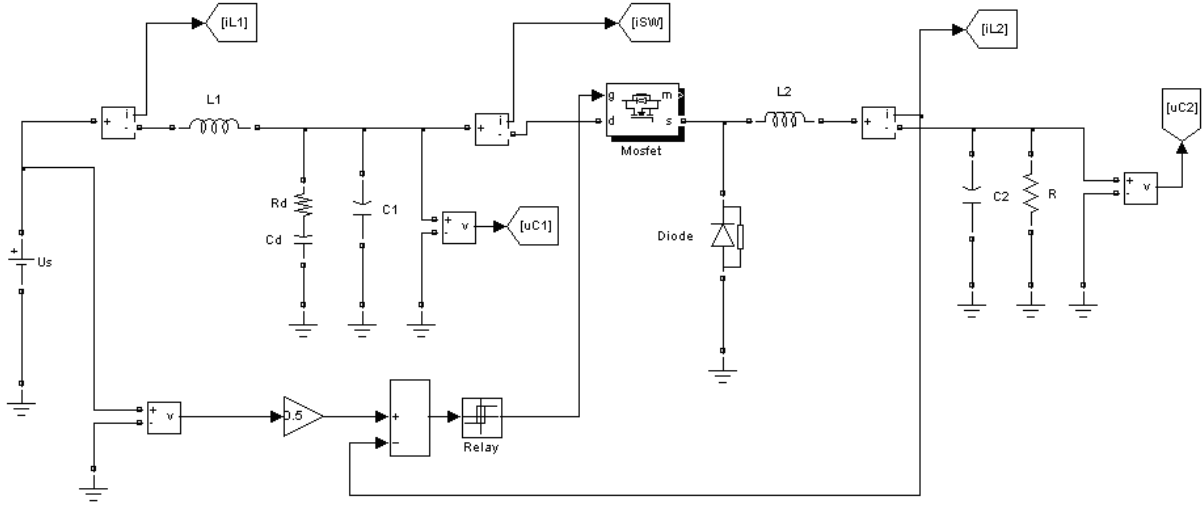 [iL1]
[iSW]
[iL2]
[uC2]
L1
g
m
d
s
Mosfet
L2
+
i
-
+
i
-
+
i
-
Rd
Cd
C1
+
-
v
[uC1]
Diode
C2
R
+
-
v
+
Us
+
-
v
0.5
+
−
Relay